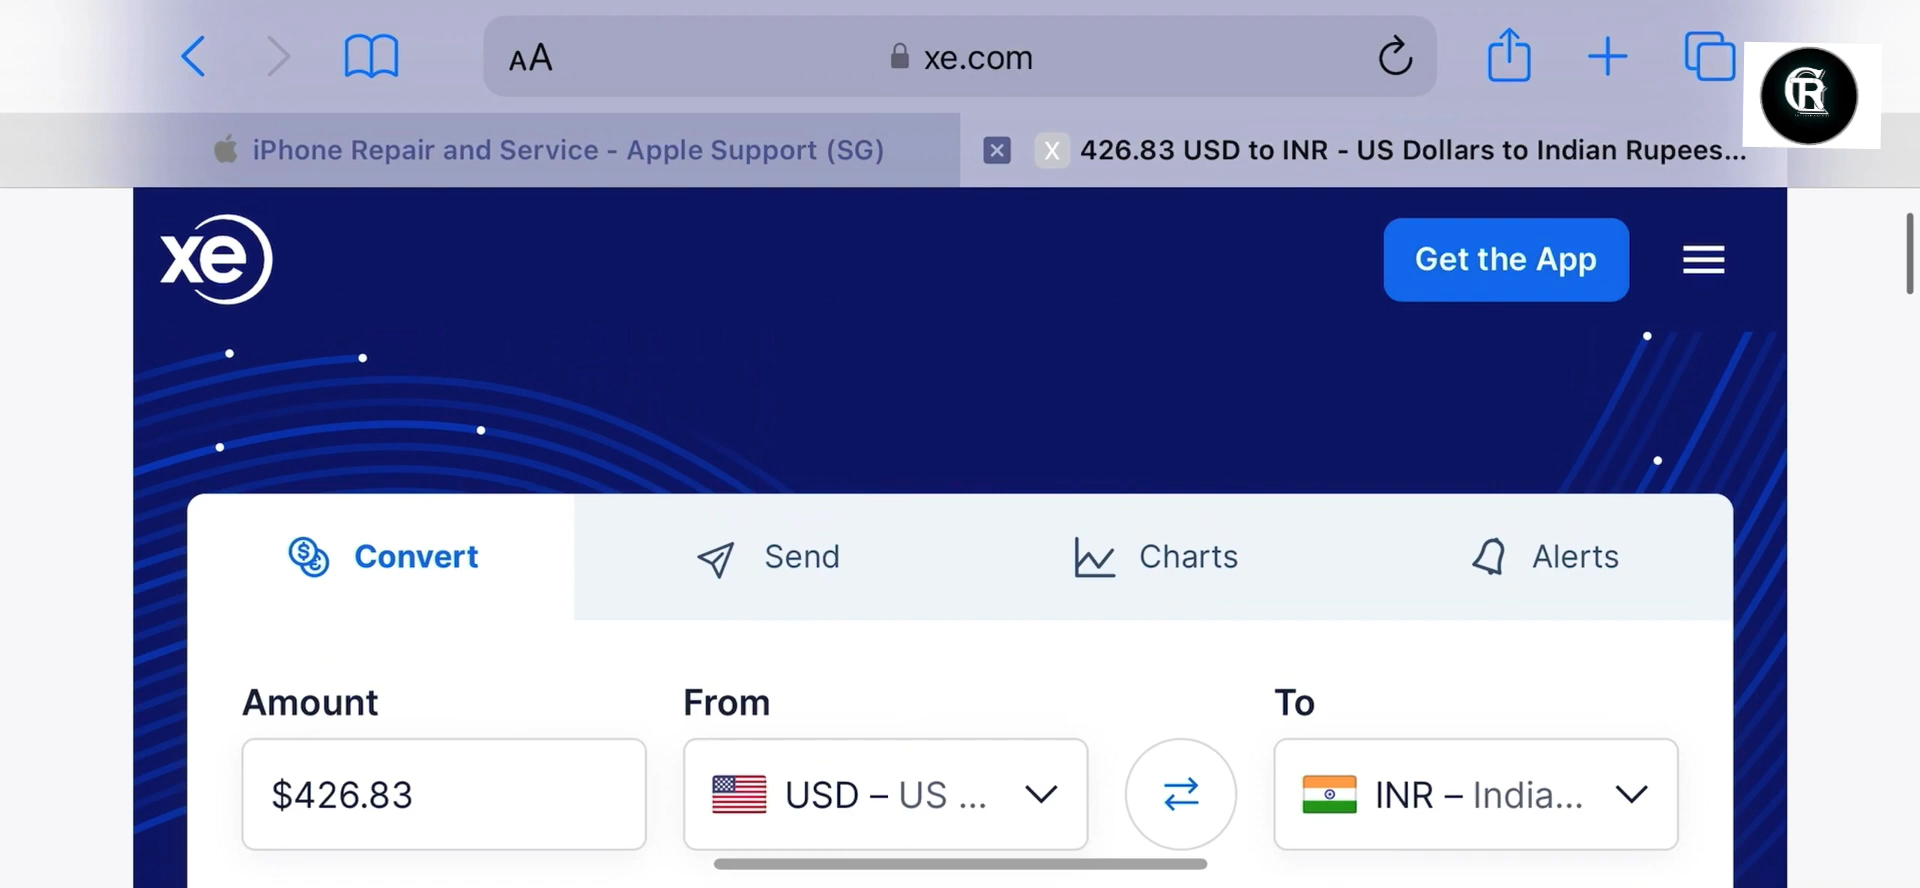 AA xe.com
iPhone Repair and Service - Apple Support (SG)
X 426.83 USD to INR - US Dollars to Indian Rupees...
xe
Get the App
Convert
Send
Charts
Alerts
Amount
From
To
$426.83
USD – US ...
INR – India...